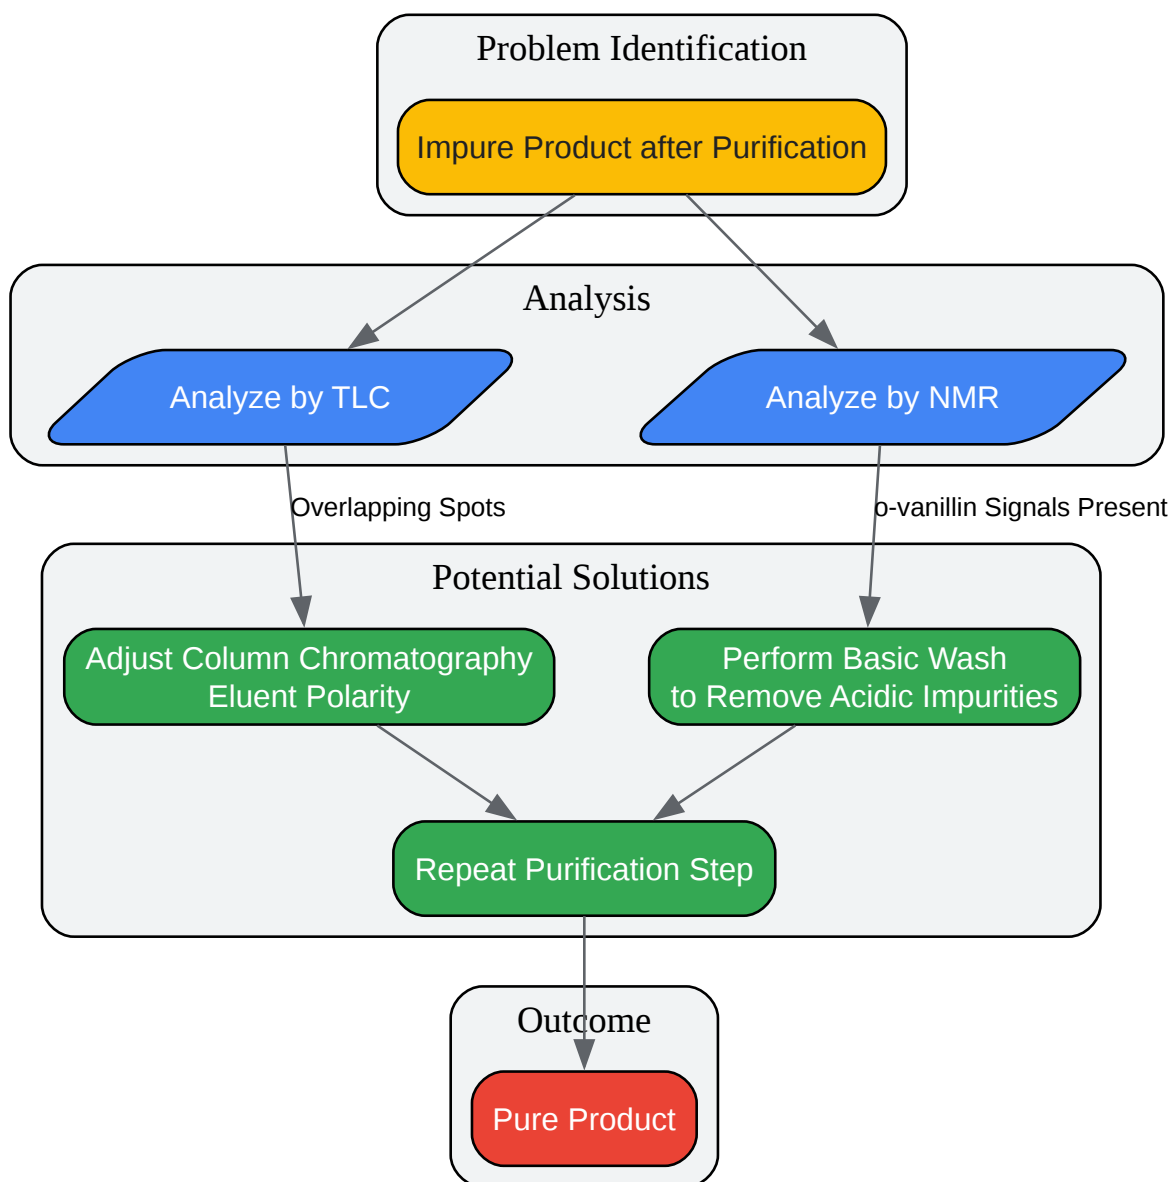 Problem Identification
Impure Product after Purification
Analysis
Analyze by TLC
Analyze by NMR
Overlapping Spots
o-vanillin Signals Present
Potential Solutions
Adjust Column Chromatography
Eluent Polarity
Perform Basic Wash
to Remove Acidic Impurities
Repeat Purification Step
Outcome
Pure Product